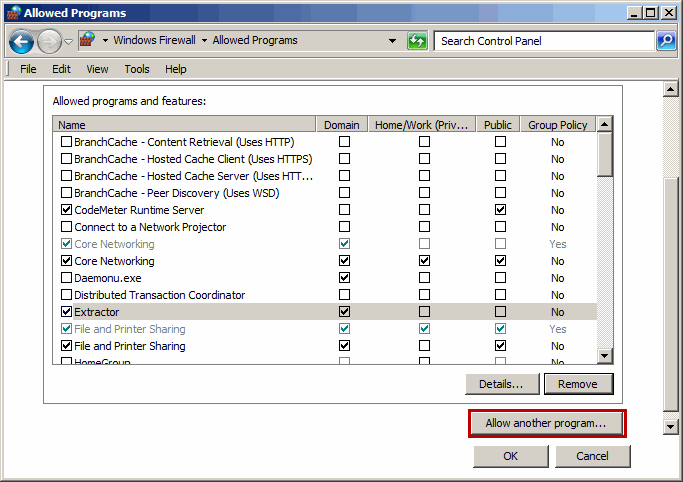 Allowed Programs
Windows Firewall Allowed Programs Search Control Panel
File Edit View Tools Help
Allowed programs and features:
Name Domain Home/Work (Priv... Public Group Policy
BranchCache - Content Retrieval (Uses HTTP) No
BranchCache - Hosted Cache Client (Uses HTTPS) No
BranchCache - Hosted Cache Server (Uses HTT... No
BranchCache - Peer Discovery (Uses WSD) No
CodeMeter Runtime Server No
Connect to a Network Projector No
Core Networking Yes
Core Networking No
Daemonu.exe No
Distributed Transaction Coordinator No
Extractor No
File and Printer Sharing Yes
File and Printer Sharing No
HomeGroup No
Details... Remove
Allow another program...
OK Cancel